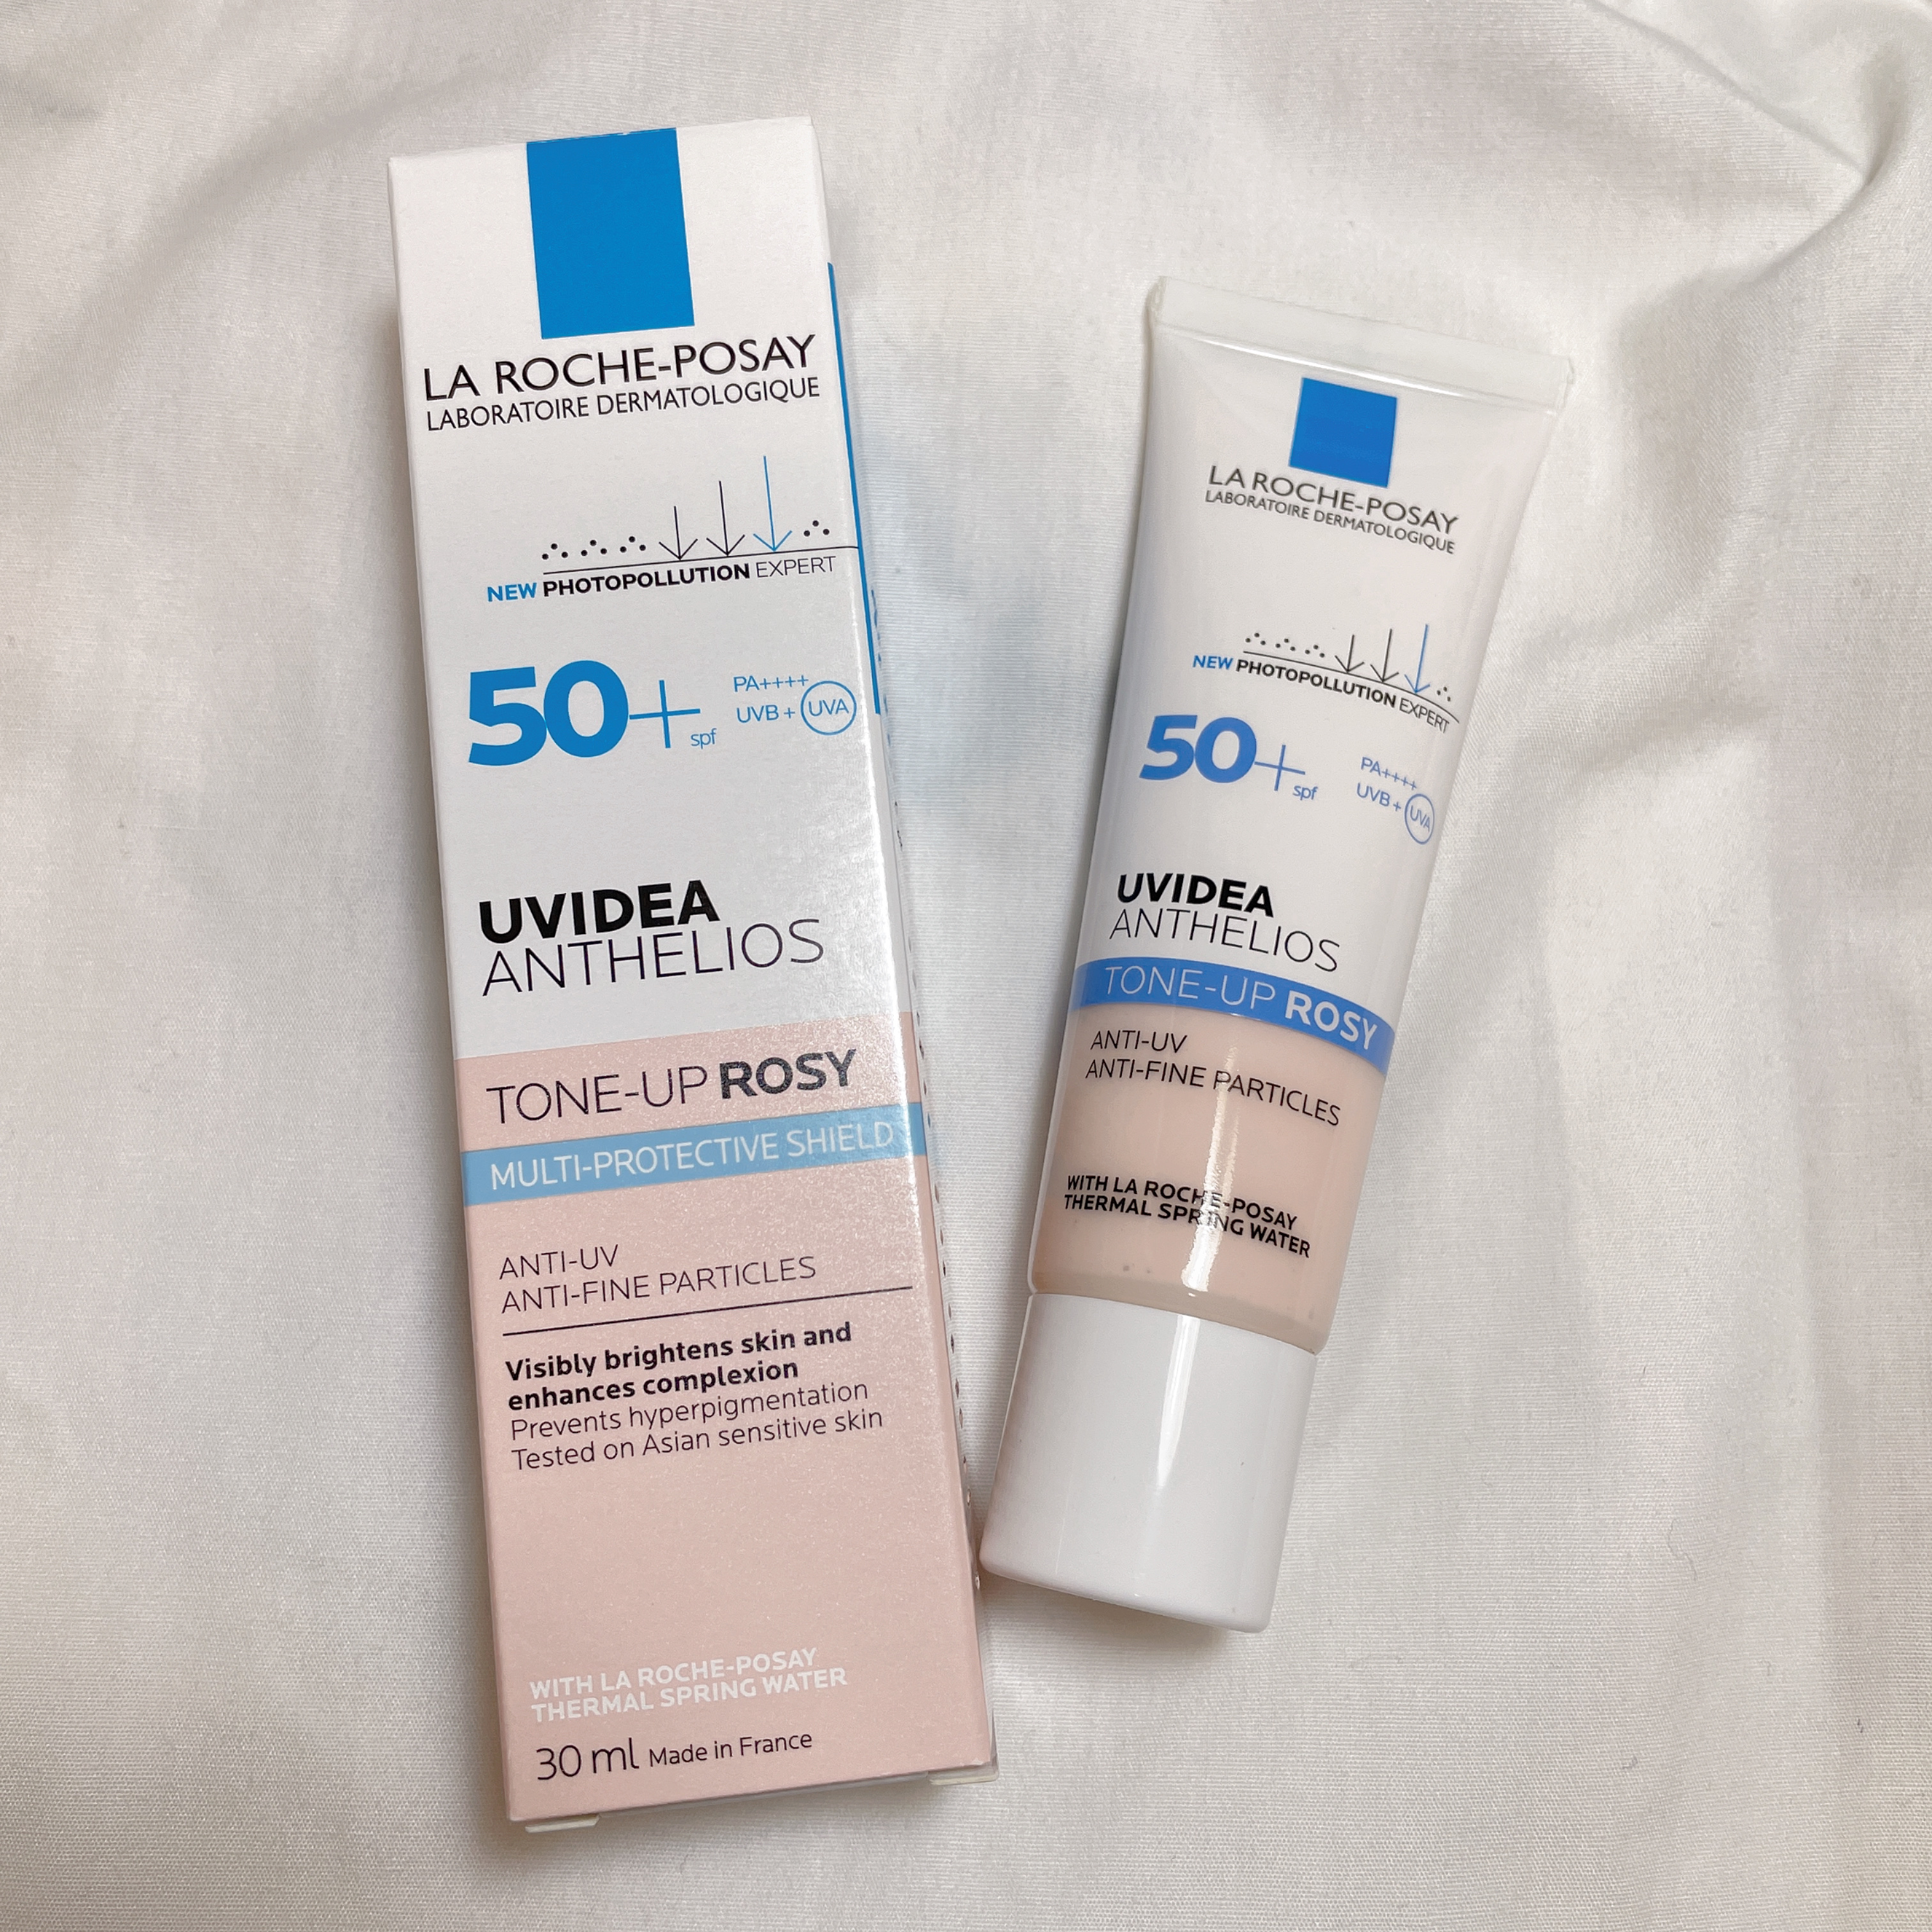 LA ROCHE-POSAY
LABORATOIRE DERMATOLOGIQUE
NEW PHOTOPOLLUTION EXPERT
50+ spf
PA++++
UVB + UVA
UVIDEA
ANTHELIOS
TONE-UP ROSY
MULTI-PROTECTIVE SHIELD
ANTI-UV
ANTI-FINE PARTICLES
Visibly brightens skin and
enhances complexion
Prevents hyperpigmentation
Tested on Asian sensitive skin
WITH LA ROCHE-POSAY
THERMAL SPRING WATER
30 ml Made in France
LA ROCHE-POSAY
LABORATOIRE DERMATOLOGIQUE
NEW PHOTOPOLLUTION EXPERT
50+ spf
PA++++
UVB + UVA
UVIDEA
ANTHELIOS
TONE-UP ROSY
ANTI-UV
ANTI-FINE PARTICLES
WITH LA ROCHE-POSAY
THERMAL SPRING WATER